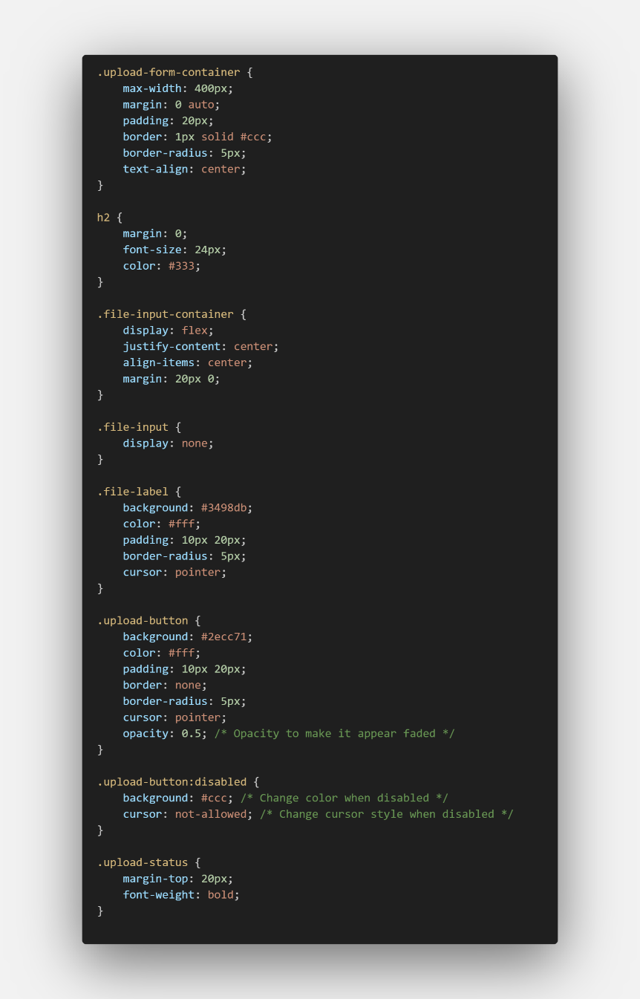 .upload-form-container {
    max-width: 400px;
    margin: 0 auto;
    padding: 20px;
    border: 1px solid #ccc;
    border-radius: 5px;
    text-align: center;
}

h2 {
    margin: 0;
    font-size: 24px;
    color: #333;
}

.file-input-container {
    display: flex;
    justify-content: center;
    align-items: center;
    margin: 20px 0;
}

.file-input {
    display: none;
}

.file-label {
    background: #3498db;
    color: #fff;
    padding: 10px 20px;
    border-radius: 5px;
    cursor: pointer;
}

.upload-button {
    background: #2ecc71;
    color: #fff;
    padding: 10px 20px;
    border: none;
    border-radius: 5px;
    cursor: pointer;
    opacity: 0.5; /* Opacity to make it appear faded */
}

.upload-button:disabled {
    background: #ccc; /* Change color when disabled */
    cursor: not-allowed; /* Change cursor style when disabled */
}

.upload-status {
    margin-top: 20px;
    font-weight: bold;
}